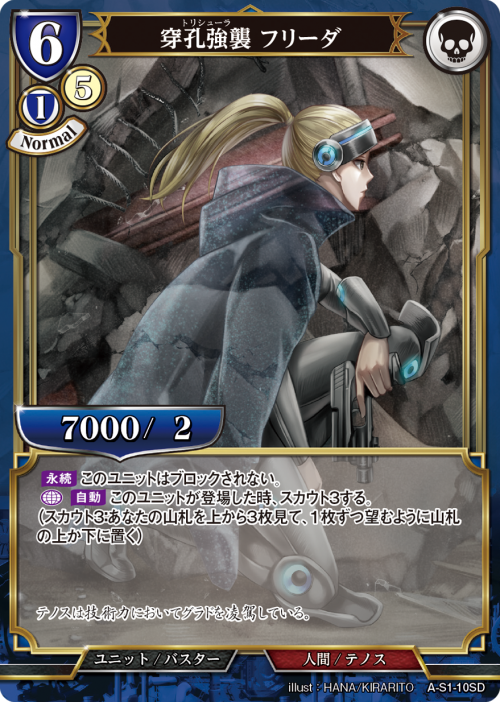 6
トリシューラ
穿孔強襲 フリーダ
5
1
Normal
7000/ 2
永続 このユニットはブロックされない。
自動 このユニットが登場した時、スカウト3する。
(スカウト3:あなたの山札を上から3枚見て、1枚ずつ望むように山札
の上か下に置く)
テノスは技術力においてグラドを凌駕している。
ユニット / バスター
人間 / テノス
illust : HANA/KIRARITO A-S1-10SD